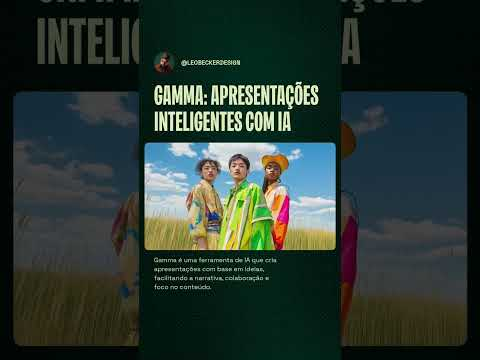 @LEOBECKERDESIGN
GAMMA: APRESENTAÇÕES
INTELIGENTES COM IA
Gamma é uma ferramenta de IA que cria
apresentações com base em ideias,
facilitando a narrativa, colaboração e
foco no conteúdo.